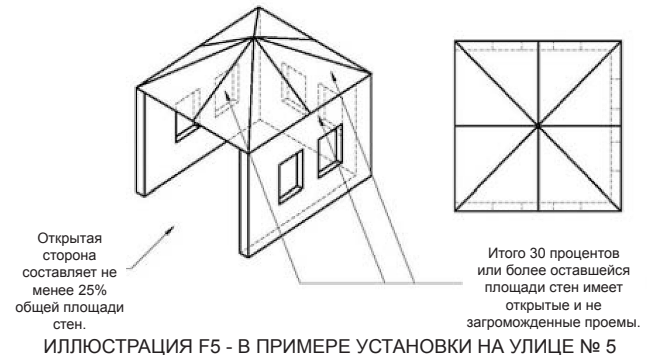 Открытая
сторона
составляет не
менее 25%
общей площади
стен.
Итого 30 процентов
или более оставшейся
площади стен имеет
открытые и не
загроможденные проемы.
ИЛЛЮСТРАЦИЯ F5 - В ПРИМЕРЕ УСТАНОВКИ НА УЛИЦЕ № 5